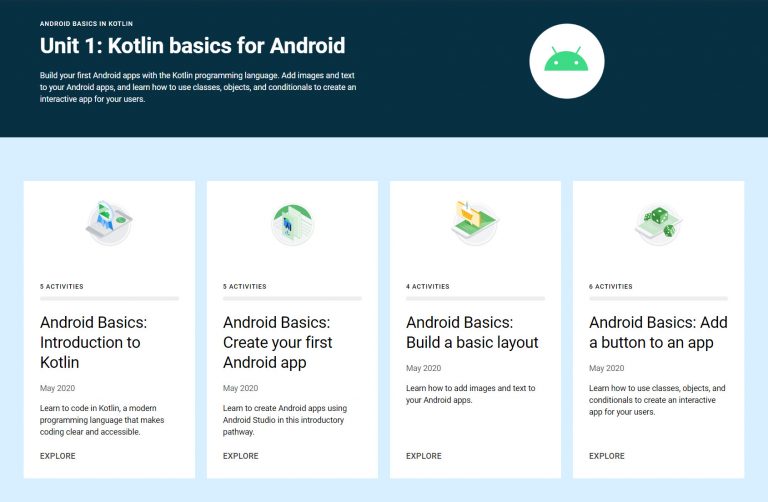 ANDROID BASICS IN KOTLIN
Unit 1: Kotlin basics for Android
Build your first Android apps with the Kotlin programming language. Add images and text
to your Android apps, and learn how to use classes, objects, and conditionals to create an
interactive app for your users.
5 ACTIVITIES
Android Basics:
Introduction to
Kotlin
May 2020
Learn to code in Kotlin, a modern
programming language that makes
coding clear and accessible.
EXPLORE
5 ACTIVITIES
Android Basics:
Create your first
Android app
May 2020
Learn to create Android apps using
Android Studio in this introductory
pathway.
EXPLORE
4 ACTIVITIES
Android Basics:
Build a basic layout
May 2020
Learn how to add images and text to
your Android apps.
EXPLORE
6 ACTIVITIES
Android Basics: Add
a button to an app
May 2020
Learn how to use classes, objects, and
conditionals to create an interactive
app for your users.
EXPLORE